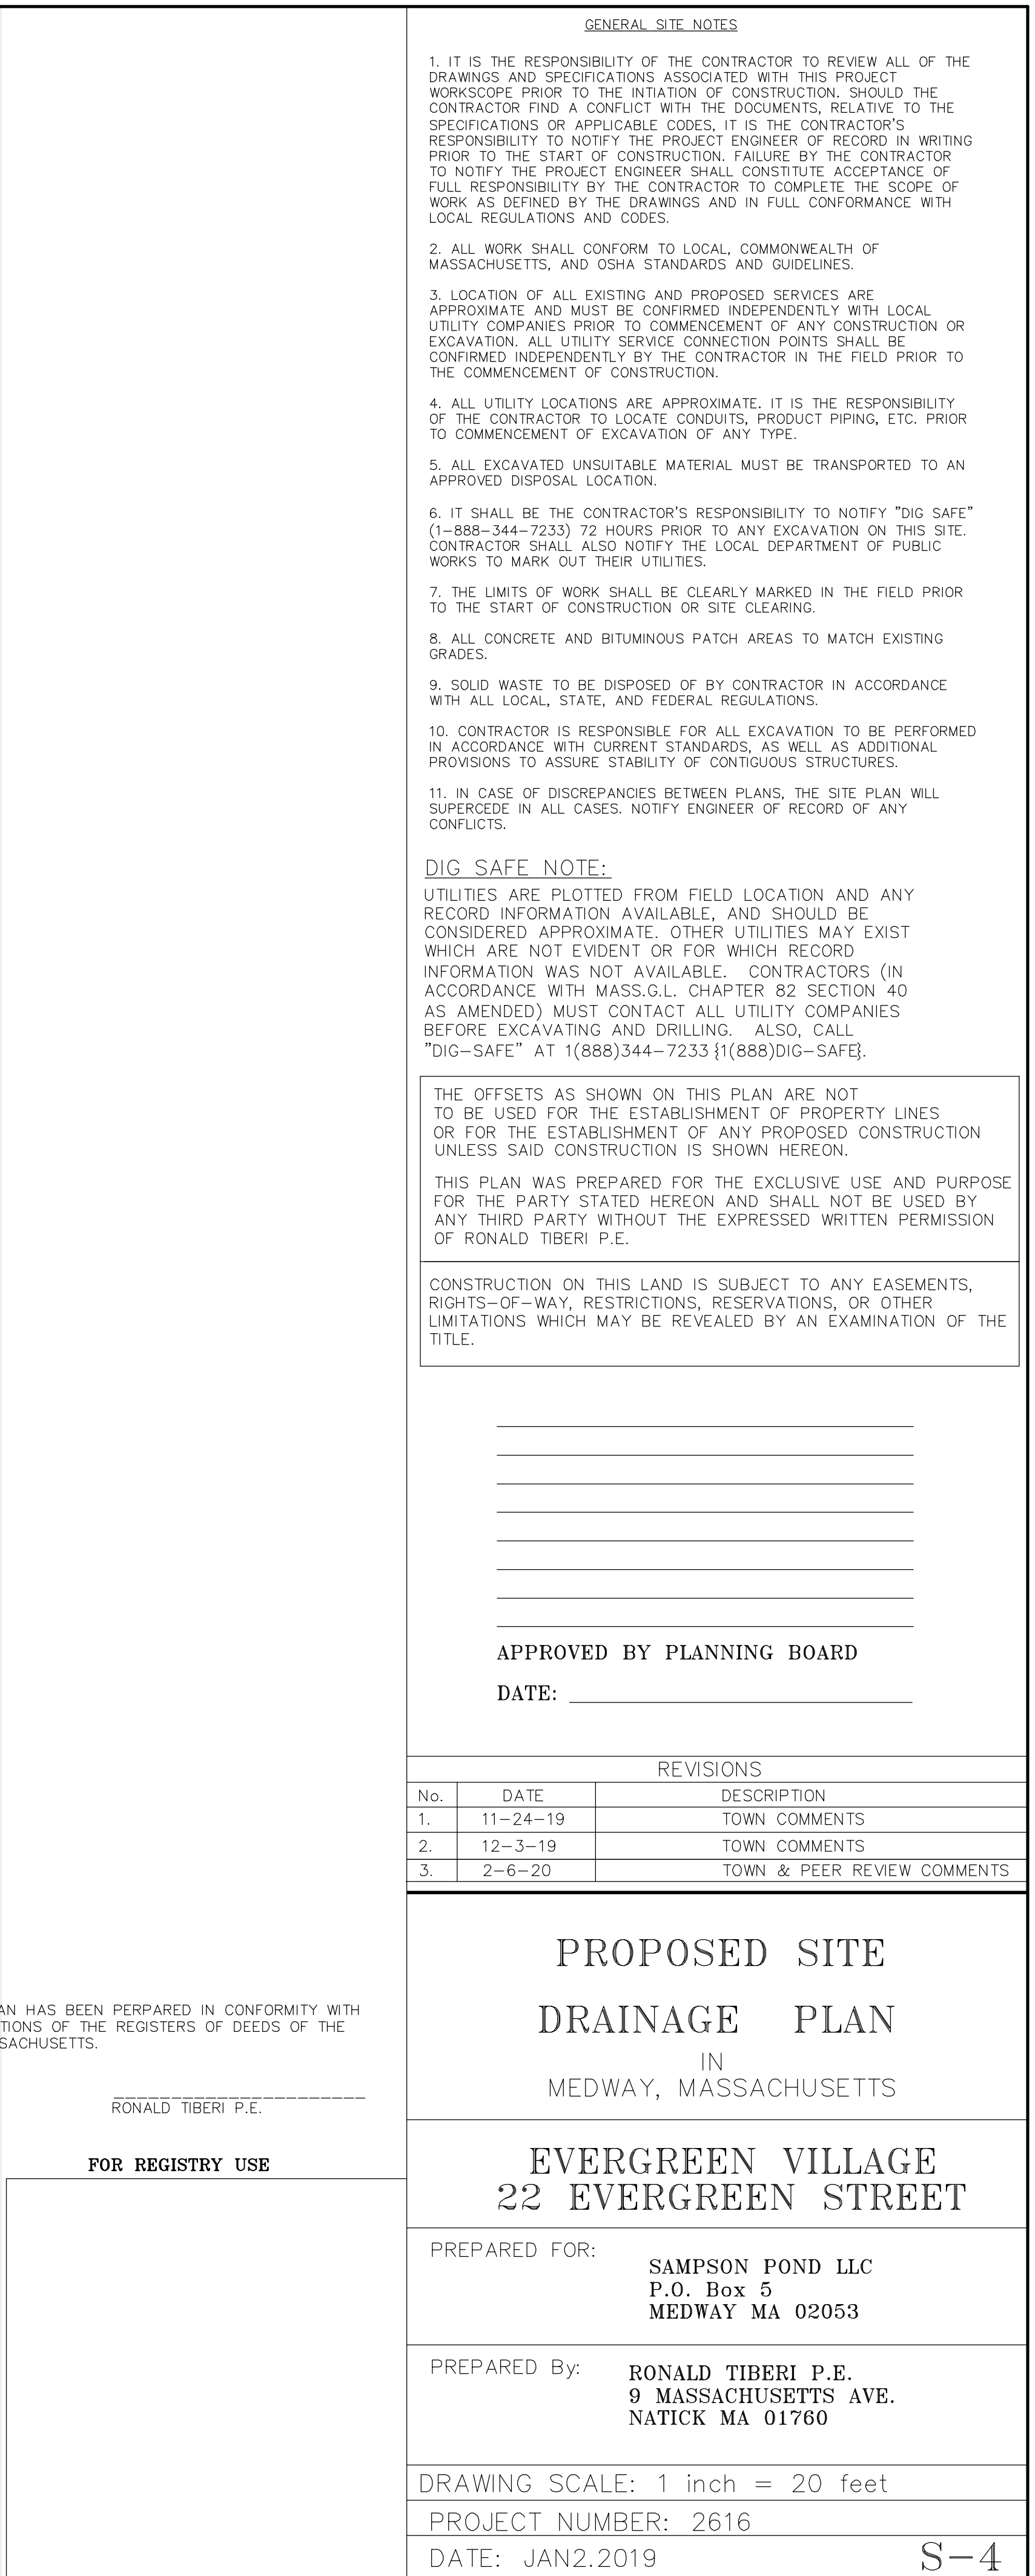 GENERAL SITE NOTES
1. IT IS THE RESPONSIBILITY OF THE CONTRACTOR TO REVIEW ALL OF THE
DRAWINGS AND SPECIFICATIONS ASSOCIATED WITH THIS PROJECT
WORKSCOPE PRIOR TO THE INTIATION OF CONSTRUCTION. SHOULD THE
CONTRACTOR FIND A CONFLICT WITH THE DOCUMENTS, RELATIVE TO THE
SPECIFICATIONS OR APPLICABLE CODES, IT IS THE CONTRACTOR'S
RESPONSIBILITY TO NOTIFY THE PROJECT ENGINEER OF RECORD IN WRITING
PRIOR TO THE START OF CONSTRUCTION. FAILURE BY THE CONTRACTOR
TO NOTIFY THE PROJECT ENGINEER SHALL CONSTITUTE ACCEPTANCE OF
FULL RESPONSIBILITY BY THE CONTRACTOR TO COMPLETE THE SCOPE OF
WORK AS DEFINED BY THE DRAWINGS AND IN FULL CONFORMANCE WITH
LOCAL REGULATIONS AND CODES.
2. ALL WORK SHALL CONFORM TO LOCAL, COMMONWEALTH OF
MASSACHUSETTS, AND OSHA STANDARDS AND GUIDELINES.
3. LOCATION OF ALL EXISTING AND PROPOSED SERVICES ARE
APPROXIMATE AND MUST BE CONFIRMED INDEPENDENTLY WITH LOCAL
UTILITY COMPANIES PRIOR TO COMMENCEMENT OF ANY CONSTRUCTION OR
EXCAVATION. ALL UTILITY SERVICE CONNECTION POINTS SHALL BE
CONFIRMED INDEPENDENTLY BY THE CONTRACTOR IN THE FIELD PRIOR TO
THE COMMENCEMENT OF CONSTRUCTION.
4. ALL UTILITY LOCATIONS ARE APPROXIMATE. IT IS THE RESPONSIBILITY
OF THE CONTRACTOR TO LOCATE CONDUITS, PRODUCT PIPING, ETC. PRIOR
TO COMMENCEMENT OF EXCAVATION OF ANY TYPE.
5. ALL EXCAVATED UNSUITABLE MATERIAL MUST BE TRANSPORTED TO AN
APPROVED DISPOSAL LOCATION.
6. IT SHALL BE THE CONTRACTOR'S RESPONSIBILITY TO NOTIFY "DIG SAFE"
(1-888-344-7233) 72 HOURS PRIOR TO ANY EXCAVATION ON THIS SITE.
CONTRACTOR SHALL ALSO NOTIFY THE LOCAL DEPARTMENT OF PUBLIC
WORKS TO MARK OUT THEIR UTILITIES.
7. THE LIMITS OF WORK SHALL BE CLEARLY MARKED IN THE FIELD PRIOR
TO THE START OF CONSTRUCTION OR SITE CLEARING.
8. ALL CONCRETE AND BITUMINOUS PATCH AREAS TO MATCH EXISTING
GRADES.
9. SOLID WASTE TO BE DISPOSED OF BY CONTRACTOR IN ACCORDANCE
WITH ALL LOCAL, STATE, AND FEDERAL REGULATIONS.
10. CONTRACTOR IS RESPONSIBLE FOR ALL EXCAVATION TO BE PERFORMED
IN ACCORDANCE WITH CURRENT STANDARDS, AS WELL AS ADDITIONAL
PROVISIONS TO ASSURE STABILITY OF CONTIGUOUS STRUCTURES.
11. IN CASE OF DISCREPANCIES BETWEEN PLANS, THE SITE PLAN WILL
SUPERCEDE IN ALL CASES. NOTIFY ENGINEER OF RECORD OF ANY
CONFLICTS.
DIG SAFE NOTE:
UTILITIES ARE PLOTTED FROM FIELD LOCATION AND ANY
RECORD INFORMATION AVAILABLE, AND SHOULD BE
CONSIDERED APPROXIMATE. OTHER UTILITIES MAY EXIST
WHICH ARE NOT EVIDENT OR FOR WHICH RECORD
INFORMATION WAS NOT AVAILABLE. CONTRACTORS (IN
ACCORDANCE WITH MASS.G.L. CHAPTER 82 SECTION 40
AS AMENDED) MUST CONTACT ALL UTILITY COMPANIES
BEFORE EXCAVATING AND DRILLING. ALSO, CALL
"DIG-SAFE" AT 1(888)344-7233 {1(888)DIG-SAFE}.
THE OFFSETS AS SHOWN ON THIS PLAN ARE NOT
TO BE USED FOR THE ESTABLISHMENT OF PROPERTY LINES
OR FOR THE ESTABLISHMENT OF ANY PROPOSED CONSTRUCTION
UNLESS SAID CONSTRUCTION IS SHOWN HEREON.
THIS PLAN WAS PREPARED FOR THE EXCLUSIVE USE AND PURPOSE
FOR THE PARTY STATED HEREON AND SHALL NOT BE USED BY
ANY THIRD PARTY WITHOUT THE EXPRESSED WRITTEN PERMISSION
OF RONALD TIBERI P.E.
CONSTRUCTION ON THIS LAND IS SUBJECT TO ANY EASEMENTS,
RIGHTS-OF-WAY, RESTRICTIONS, RESERVATIONS, OR OTHER
LIMITATIONS WHICH MAY BE REVEALED BY AN EXAMINATION OF THE
TITLE.
APPROVED BY PLANNING BOARD
DATE:
REVISIONS
No. DATE DESCRIPTION
1. 11-24-19 TOWN COMMENTS
2. 12-3-19 TOWN COMMENTS
3. 2-6-20 TOWN & PEER REVIEW COMMENTS
AN HAS BEEN PERPARED IN CONFORMITY WITH
TIONS OF THE REGISTERS OF DEEDS OF THE
SACHUSETTS.
RONALD TIBERI P.E.
FOR REGISTRY USE
PROPOSED SITE
DRAINAGE PLAN
IN
MEDWAY, MASSACHUSETTS
EVERGREEN VILLAGE
22 EVERGREEN STREET
PREPARED FOR:
SAMPSON POND LLC
P.O. Box 5
MEDWAY MA 02053
PREPARED By:
RONALD TIBERI P.E.
9 MASSACHUSETTS AVE.
NATICK MA 01760
DRAWING SCALE: 1 inch = 20 feet
PROJECT NUMBER: 2616
DATE: JAN2.2019
S-4